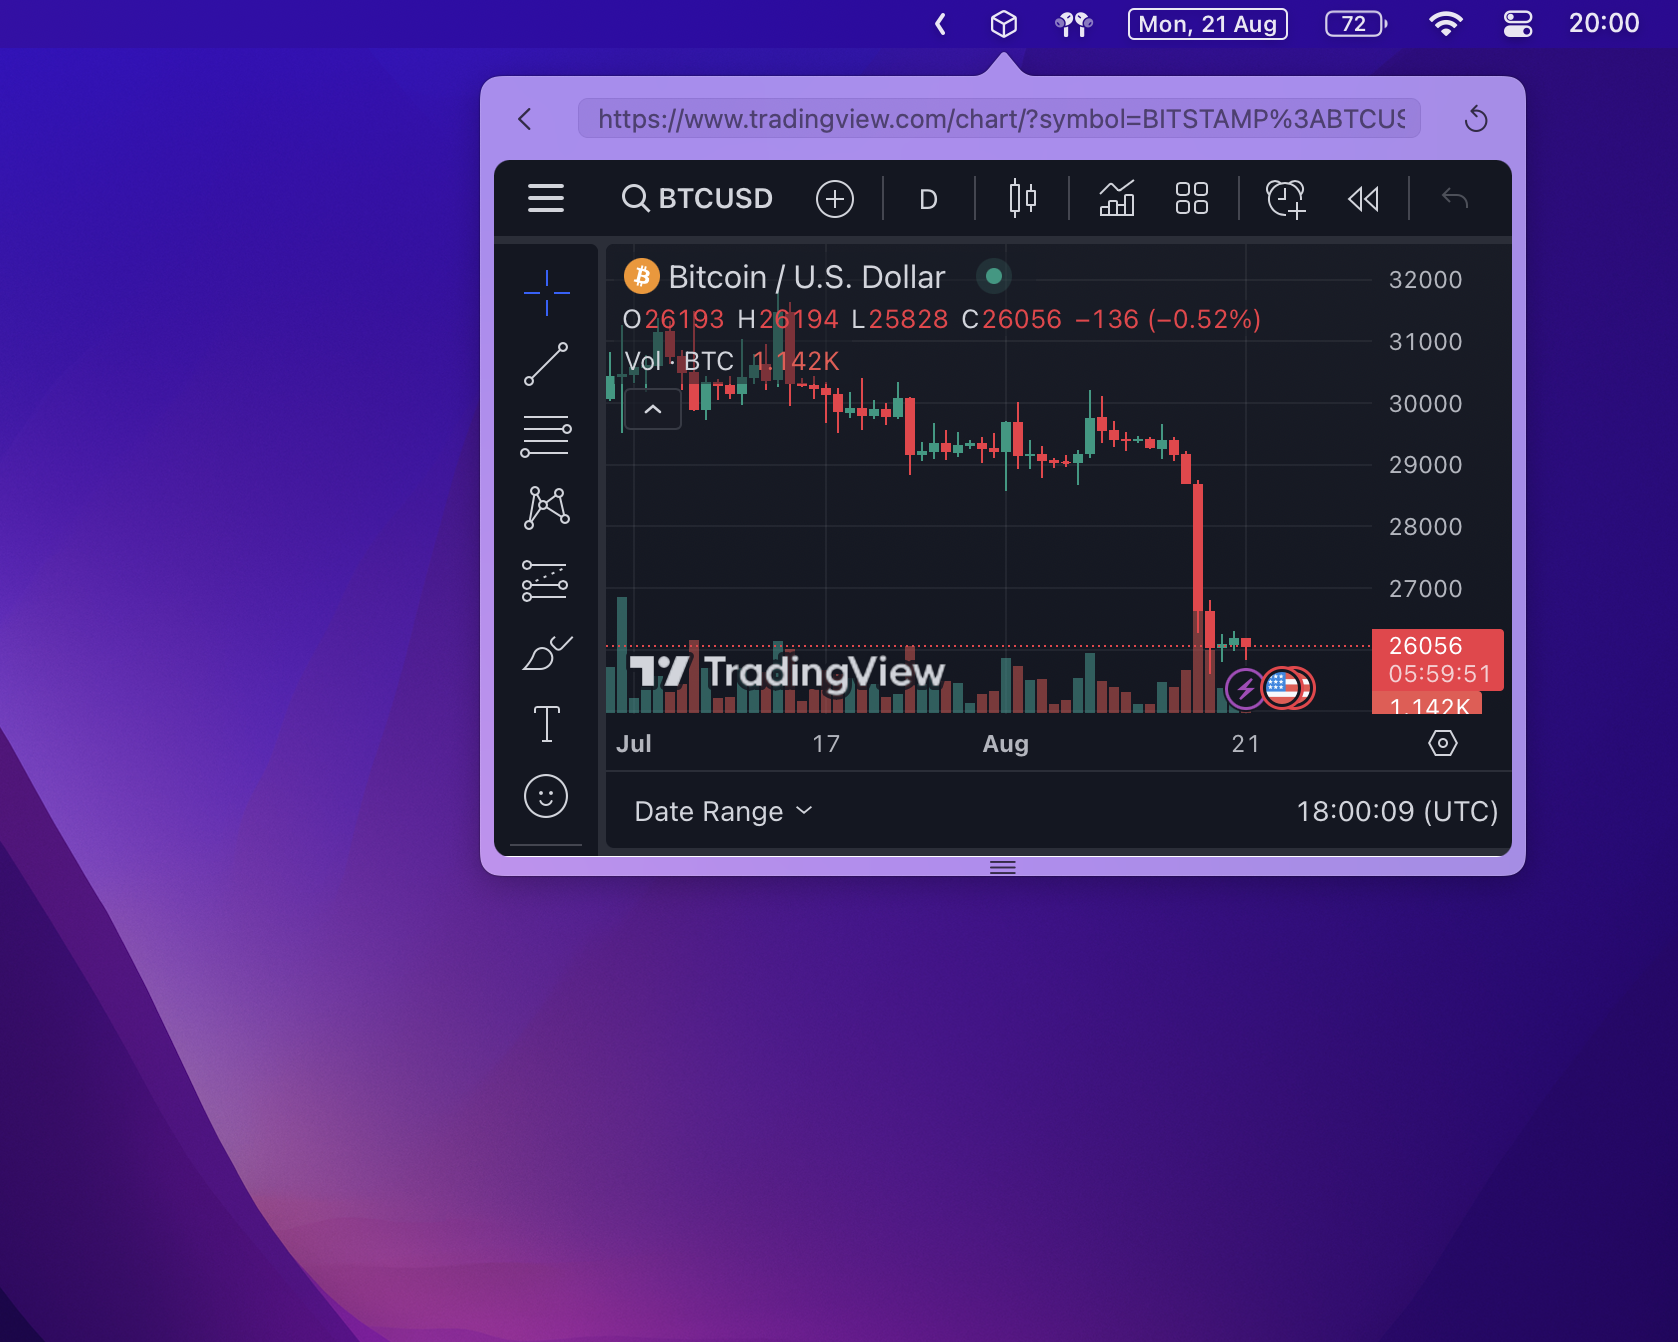 Mon, 21 Aug
72
20:00
https://www.tradingview.com/chart/?symbol=BITSTAMP%3ABTCUS
BTCUSD
D
Bitcoin / U.S. Dollar
O26193 H26194 L25828 C26056 −136 (−0.52%)
Vol · BTC 1.142K
32000
31000
30000
29000
28000
27000
26056
05:59:51
1.142K
TradingView
Jul 17 Aug 21
Date Range
18:00:09 (UTC)